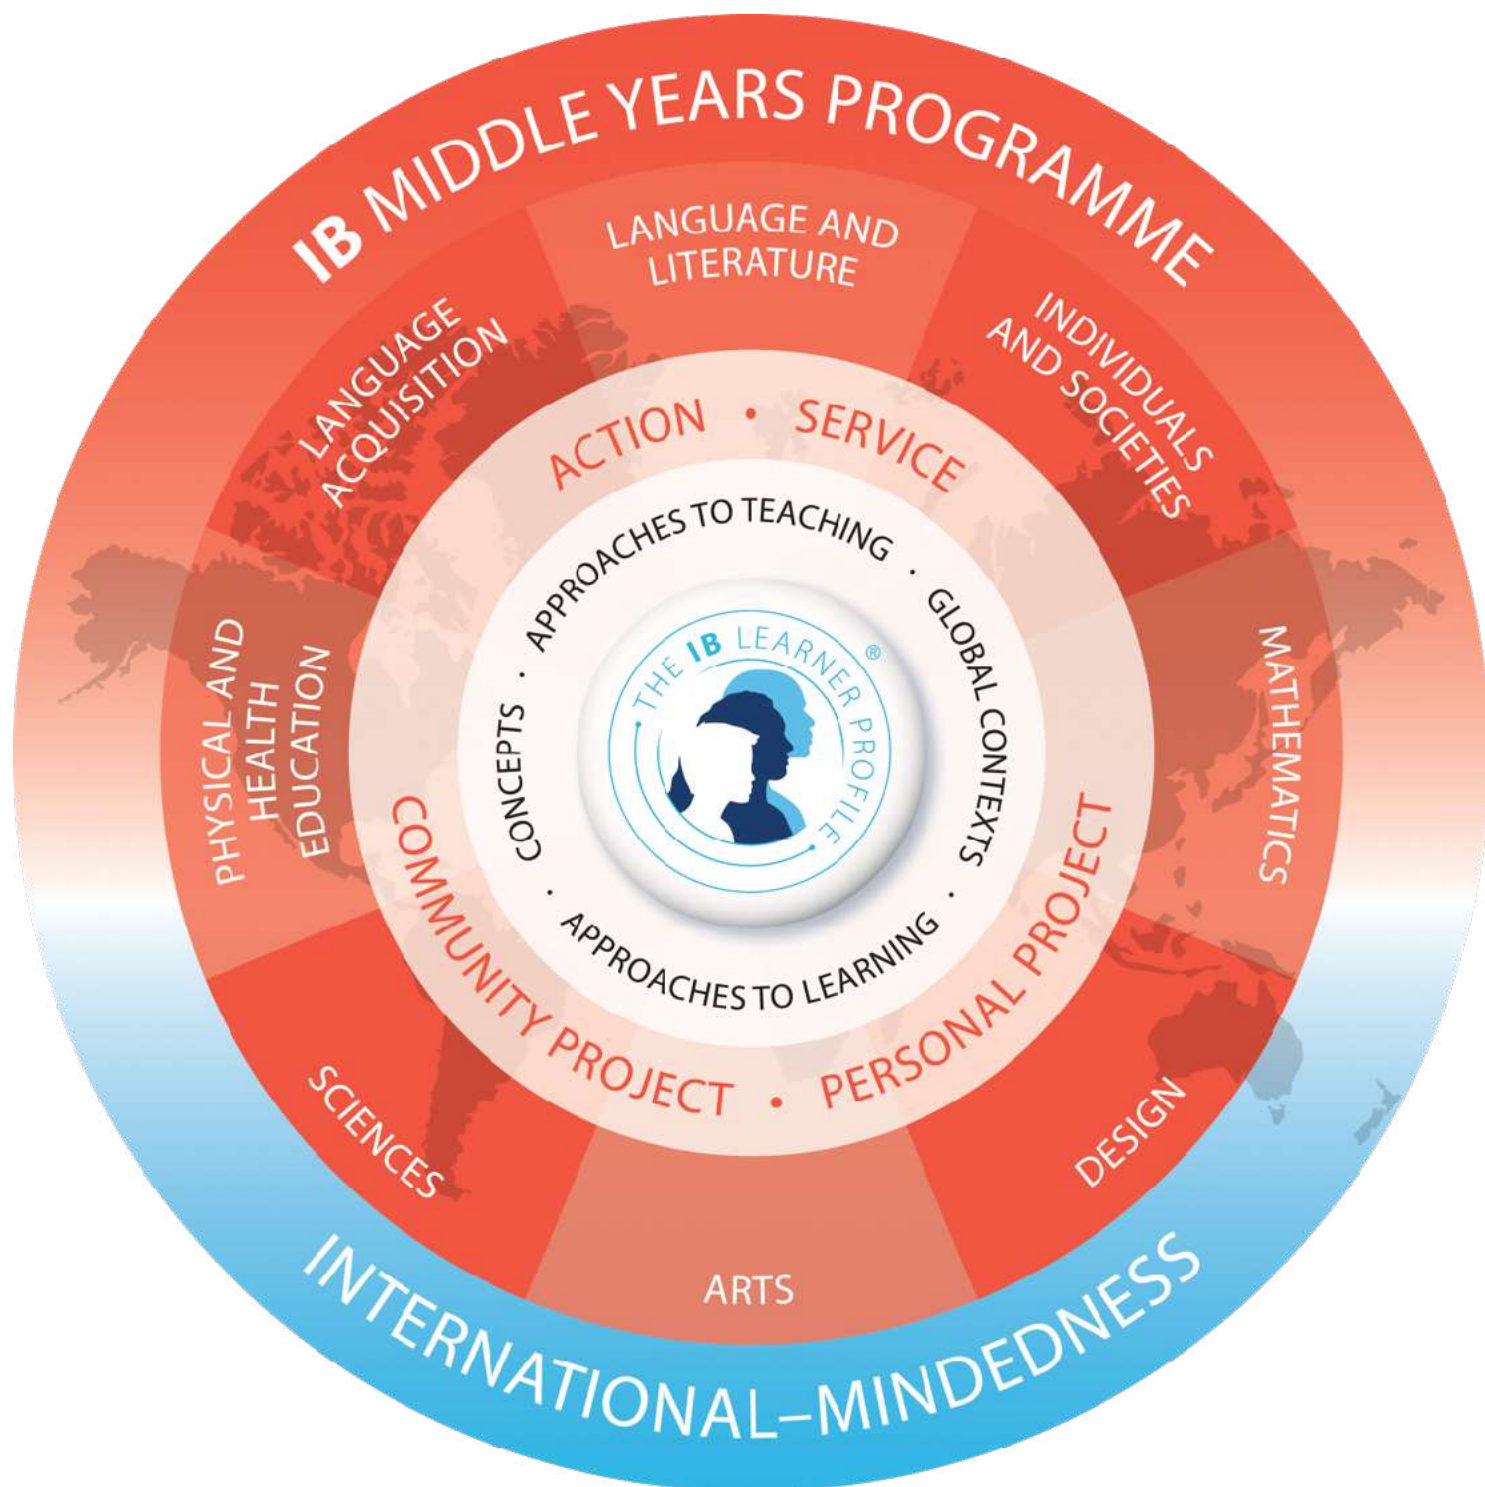 IB MIDDLE YEARS PROGRAMME
LANGUAGE AND
LITERATURE
INDIVIDUALS
AND SOCIETIES
MATHEMATICS
DESIGN
ARTS
SCIENCES
PHYSICAL AND
HEALTH
EDUCATION
LANGUAGE
ACQUISITION
ACTION • SERVICE
COMMUNITY PROJECT • PERSONAL PROJECT
APPROACHES TO TEACHING • GLOBAL CONTEXTS •
CONCEPTS • APPROACHES TO LEARNING
THE IB LEARNER PROFILE ®
INTERNATIONAL–MINDEDNESS